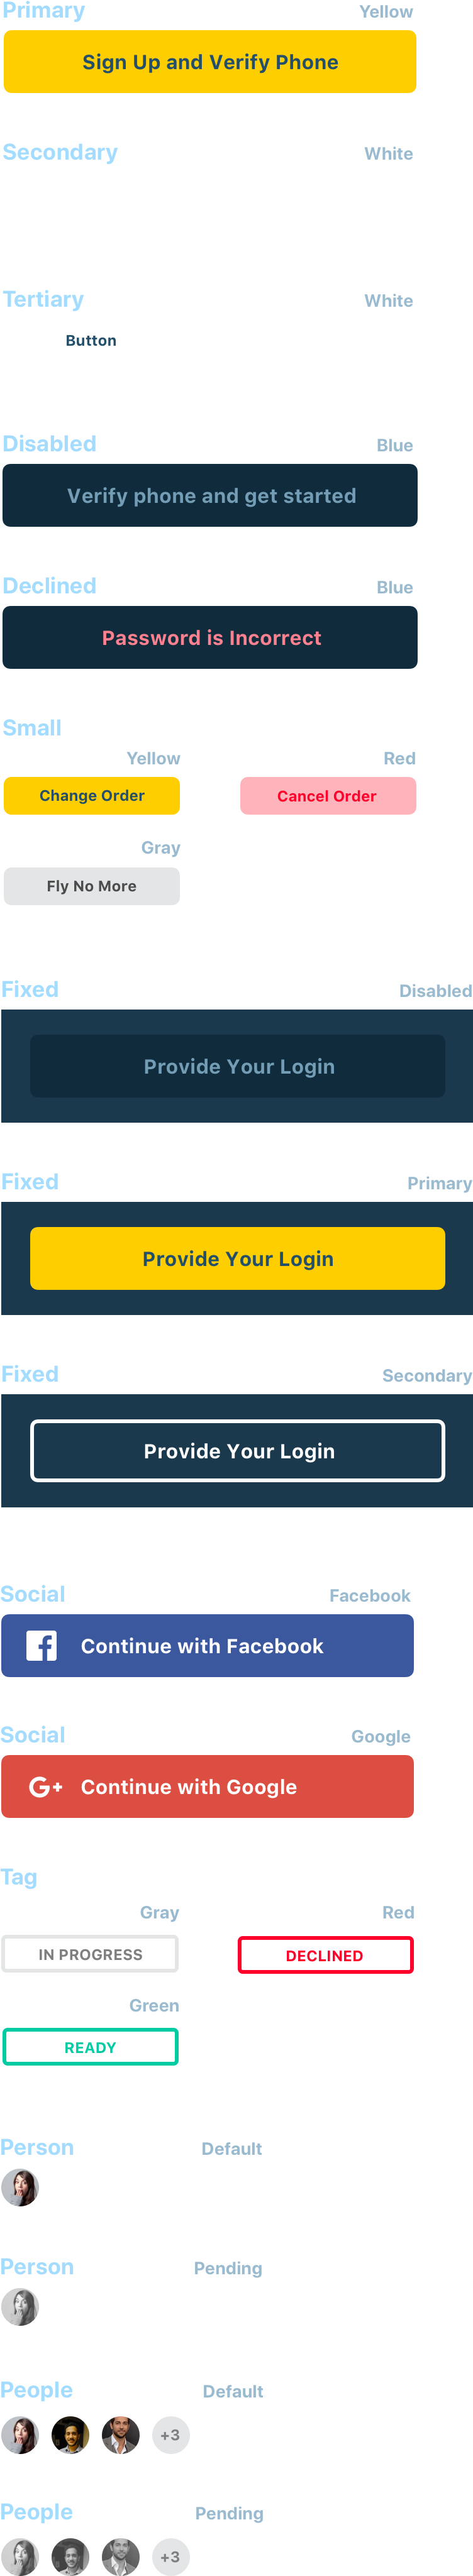 Primary Yellow
Sign Up and Verify Phone
Secondary White
Tertiary White
Button
Disabled Blue
Verify phone and get started
Declined Blue
Password is Incorrect
Small
Yellow Red
Change Order Cancel Order
Gray
Fly No More
Fixed Disabled
Provide Your Login
Fixed Primary
Provide Your Login
Fixed Secondary
Provide Your Login
Social Facebook
Continue with Facebook
Social Google
G+ Continue with Google
Tag
Gray Red
IN PROGRESS DECLINED
Green
READY
Person Default
Person Pending
People Default
+3
People Pending
+3